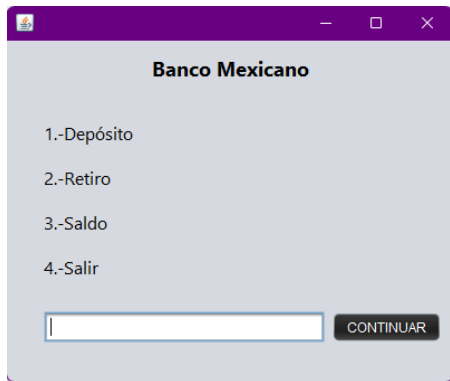 Banco Mexicano
1.-Depósito
2.-Retiro
3.-Saldo
4.-Salir
CONTINUAR